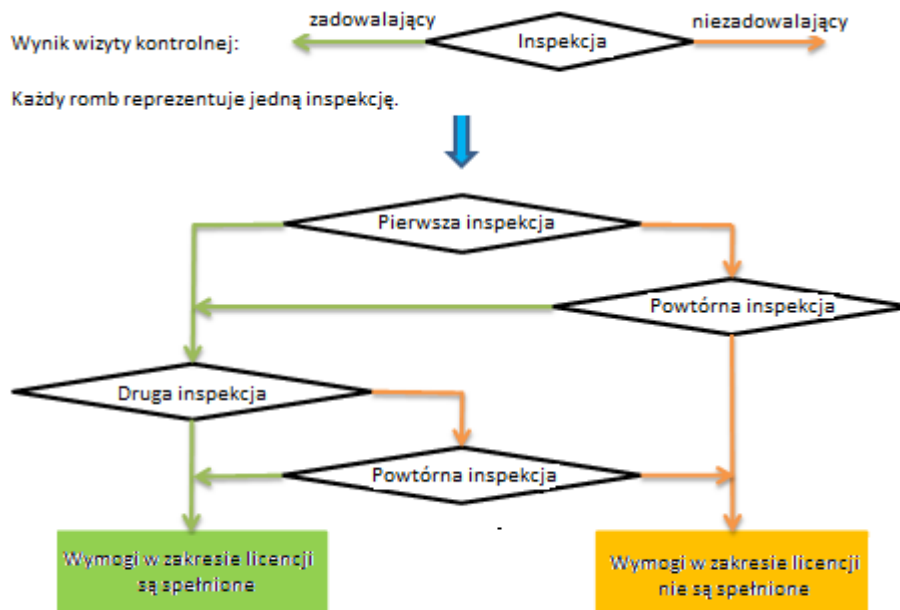 zadowalający
niezadowalający
Wynik wizyty kontrolnej:
Inspekcja
Każdy romb reprezentuje jedną inspekcję.
Pierwsza inspekcja
Powtórna inspekcja
Druga inspekcja
Powtórna inspekcja
Wymogi w zakresie licencji
są spełnione
Wymogi w zakresie licencji
nie są spełnione